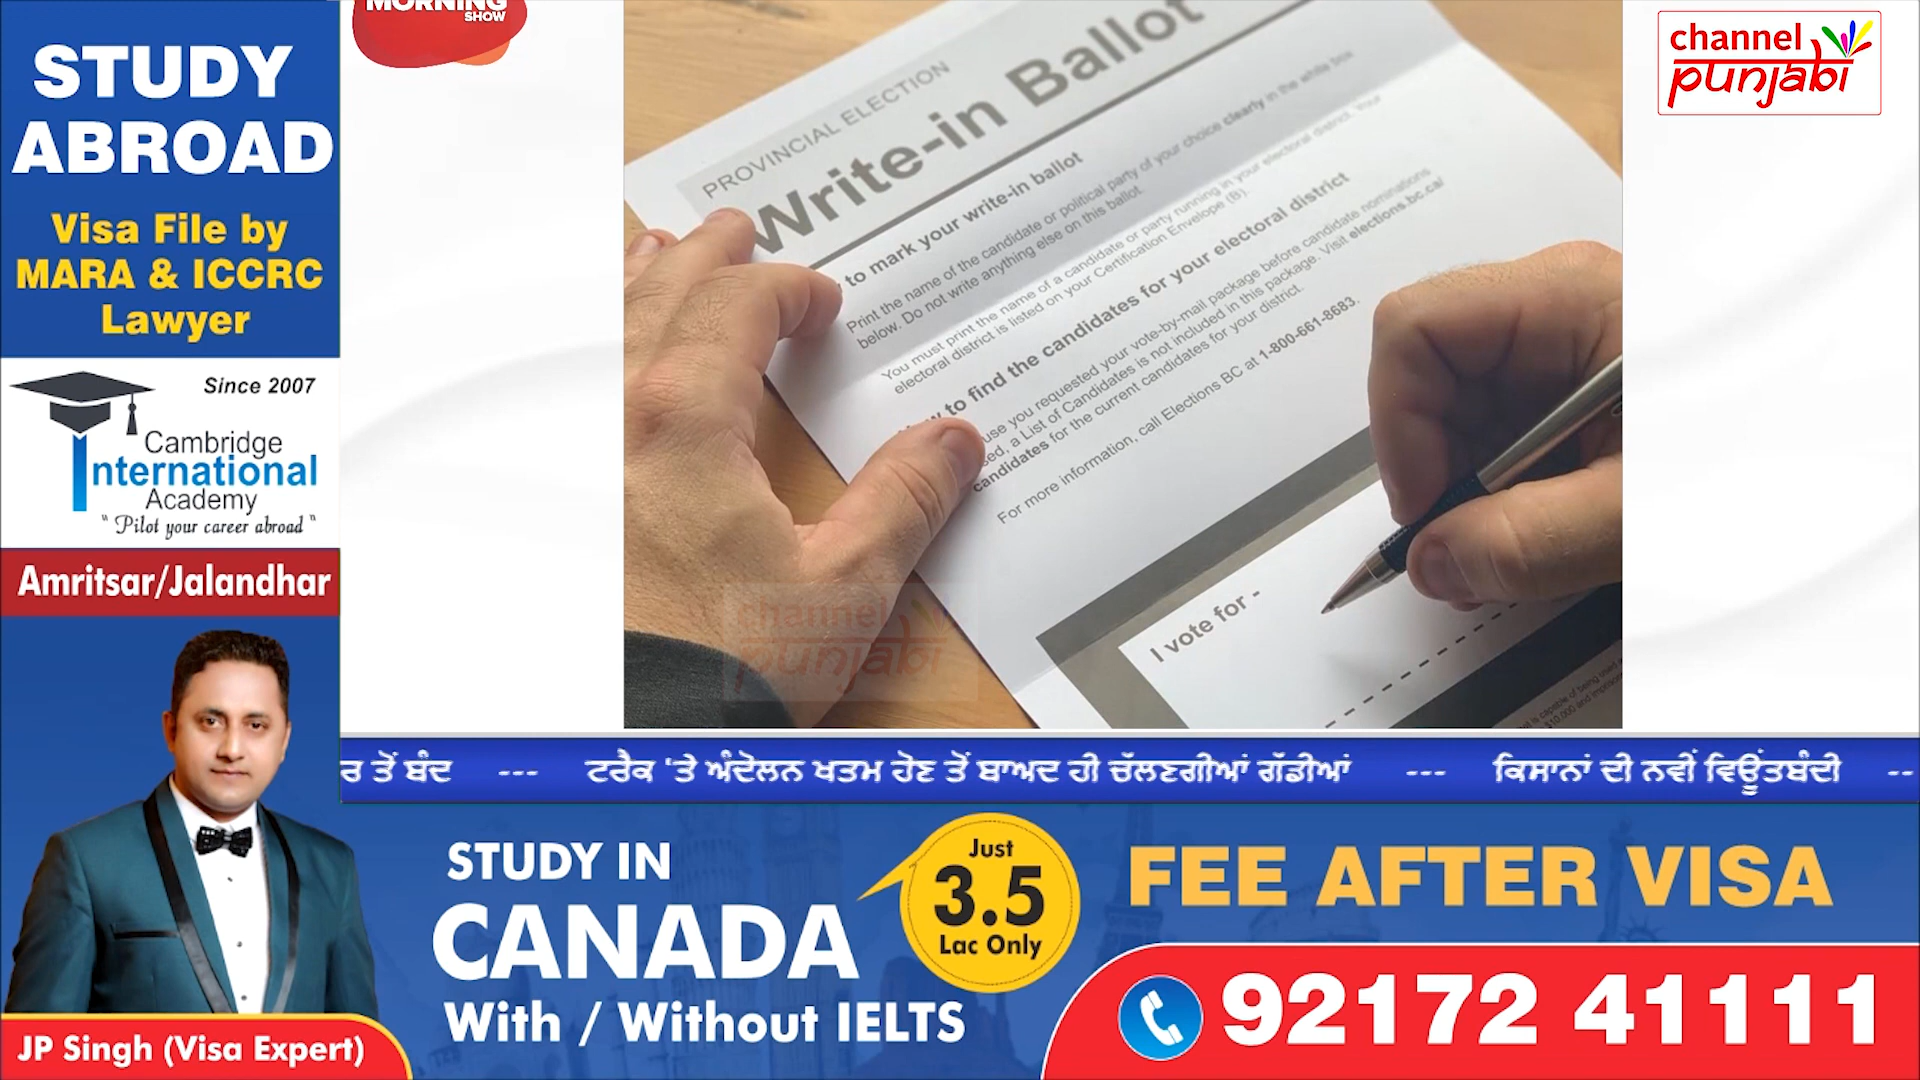 STUDY
ABROAD
Visa File by
MARA & ICCRC
Lawyer
Since 2007
Cambridge
International
Academy
" Pilot your career abroad "
Amritsar/Jalandhar
JP Singh (Visa Expert)
MORNING
SHOW
PROVINCIAL ELECTION
Write-in Ballot
to mark your write-in ballot
Print the name of the candidate or political party of your choice clearly in the white box
below. Do not write anything else on this ballot.
You must print the name of a candidate or party running in your electoral district. Your
electoral district is listed on your Certification Envelope (B).
to find the candidates for your electoral district
use you requested your vote-by-mail package before candidate nominations
a List of Candidates is not included in this package. Visit elections.bc.ca/
candidates for the current candidates for your district.
For more information, call Elections BC at 1-800-661-8683.
I vote for -
channel
punjabi
channel
punjabi
ਰ ਤੋਂ ਬੰਦ --- ਟਰੈਕ 'ਤੇ ਅੰਦੋਲਨ ਖਤਮ ਹੋਣ ਤੋਂ ਬਾਅਦ ਹੀ ਚੱਲਣਗੀਆਂ ਗੱਡੀਆਂ --- ਕਿਸਾਨਾਂ ਦੀ ਨਵੀਂ ਵਿਉਂਤਬੰਦੀ --
STUDY IN
CANADA
With / Without IELTS
Just
3.5
Lac Only
FEE AFTER VISA
92172 41111